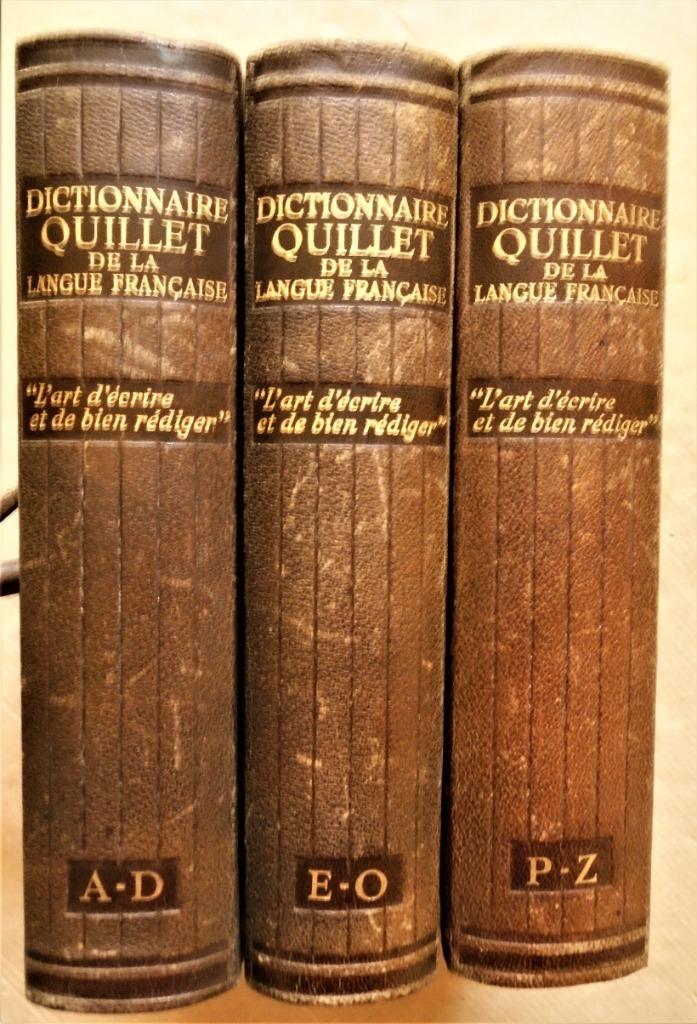 DICTIONNAIRE
QUILLET
DE LA
LANGUE FRANÇAISE
"L'art d'écrire
et de bien rédiger"
A-D
DICTIONNAIRE
QUILLET
DE LA
LANGUE FRANÇAISE
"L'art d'écrire
et de bien rédiger"
E-O
DICTIONNAIRE
QUILLET
DE LA
LANGUE FRANÇAISE
"L'art d'écrire
et de bien rédiger"
P-Z